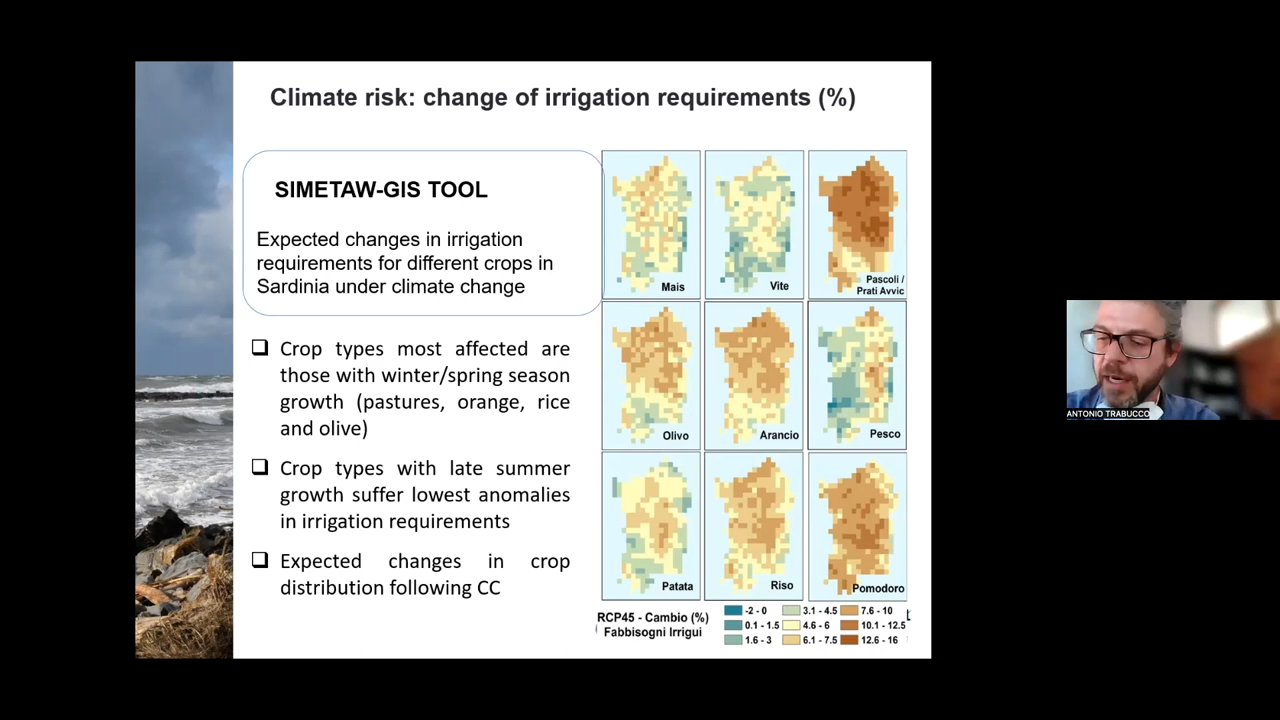 Climate risk: change of irrigation requirements (%)
SIMETAW-GIS TOOL
Expected changes in irrigation
requirements for different crops in
Sardinia under climate change
Crop types most affected are
those with winter/spring season
growth (pastures, orange, rice
and olive)
Crop types with late summer
growth suffer lowest anomalies
in irrigation requirements
Expected changes in crop
distribution following CC
Mais
Vite
Pascoli /
Prati Avvic
Olivo
Arancio
Pesco
Patata
Riso
Pomodoro
RCP45 - Cambio (%)
Fabbisogni Irrigui
-2 - 0
0.1 - 1.5
1.6 - 3
3.1 - 4.5
4.6 - 6
6.1 - 7.5
7.6 - 10
10.1 - 12.5
12.6 - 16
ANTONIO TRABUCCO